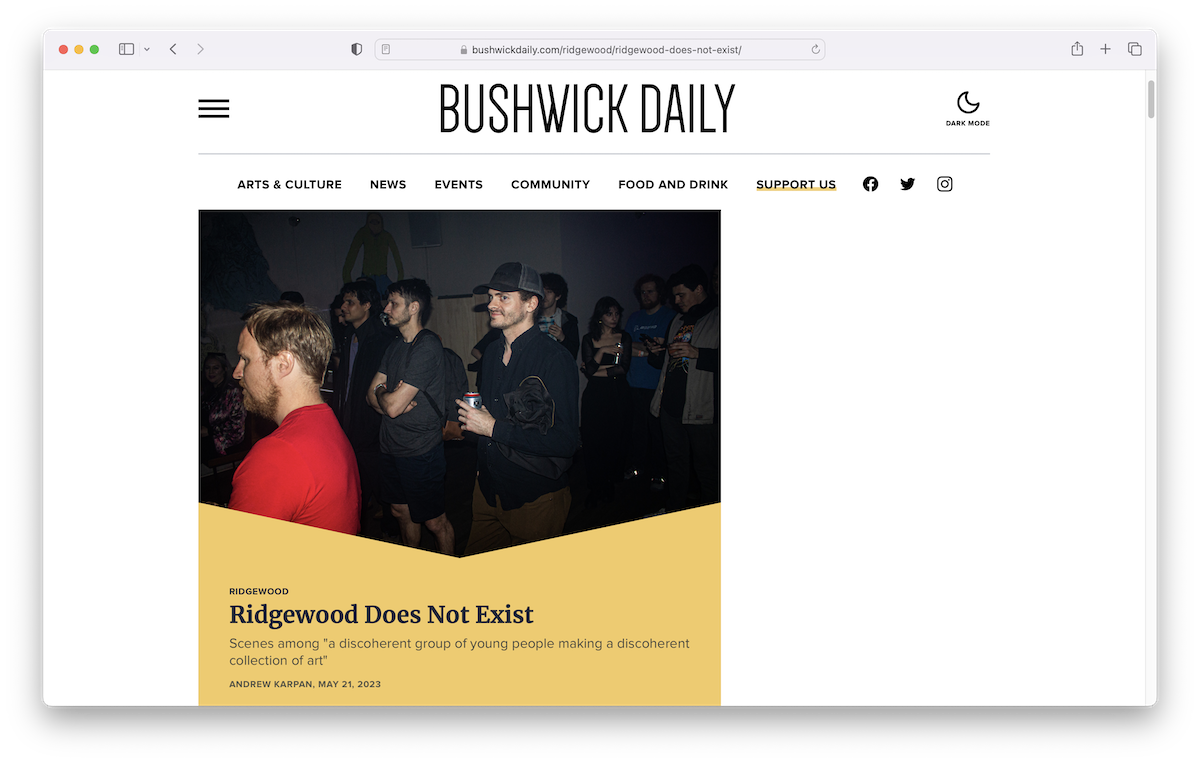 bushwickdaily.com/ridgewood/ridgewood-does-not-exist/
BUSHWICK DAILY
DARK MODE
ARTS & CULTURE NEWS EVENTS COMMUNITY FOOD AND DRINK SUPPORT US
RIDGEWOOD
Ridgewood Does Not Exist
Scenes among "a discoherent group of young people making a discoherent
collection of art"
ANDREW KARPAN, MAY 21, 2023